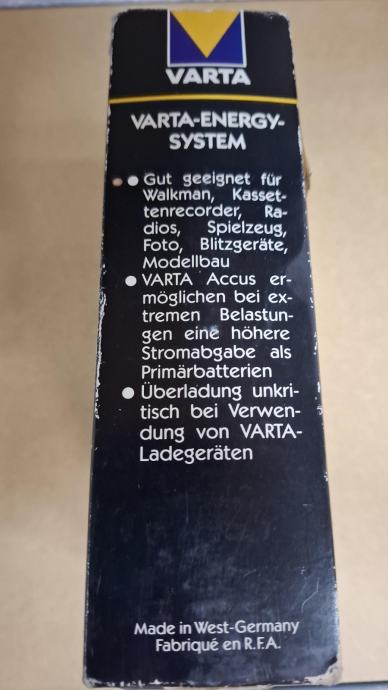 VARTA
VARTA-ENERGY-
SYSTEM
● Gut geeignet für
Walkman, Kasset-
tenrecorder, Ra-
dios, Spielzeug,
Foto, Blitzgeräte,
Modellbau
● VARTA Accus er-
möglichen bei ex-
tremen Belastun-
gen eine höhere
Stromabgabe als
Primärbatterien
● Überladung unkri-
tisch bei Verwen-
dung von VARTA-
Ladegeräten
Made in West-Germany
Fabriqué en R.F.A.